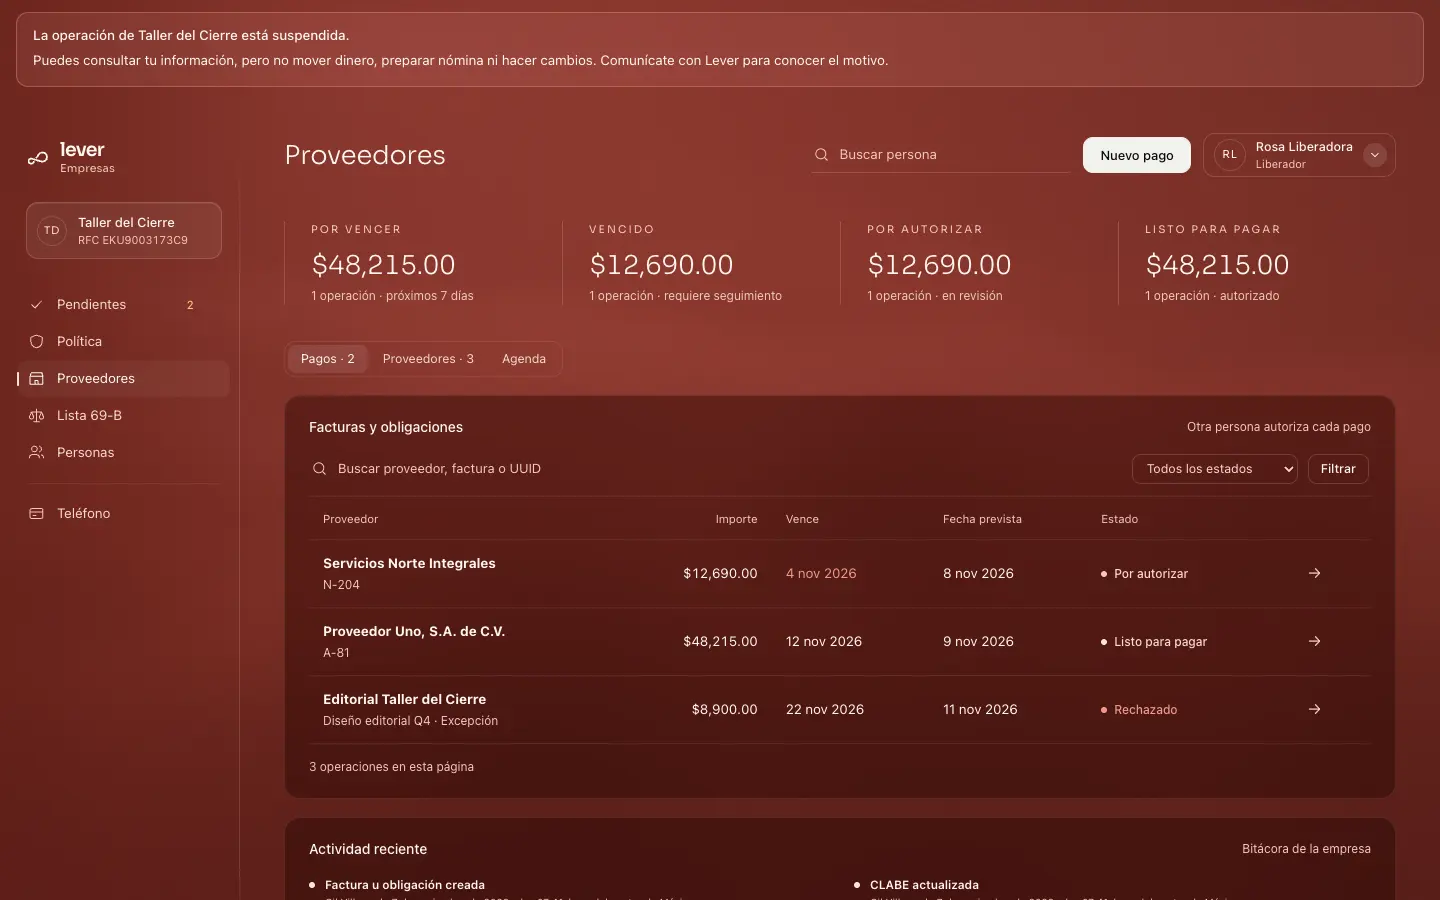 La operación de Taller del Cierre está suspendida.
Puedes consultar tu información, pero no mover dinero, preparar nómina ni hacer cambios. Comunícate con Lever para conocer el motivo.
lever
Empresas
TD
Taller del Cierre
RFC EKU9003173C9
Pendientes 2
Política
Proveedores
Lista 69-B
Personas
Teléfono
Proveedores
Buscar persona
Nuevo pago
RL
Rosa Liberadora
Liberador
POR VENCER
$48,215.00
1 operación · próximos 7 días
VENCIDO
$12,690.00
1 operación · requiere seguimiento
POR AUTORIZAR
$12,690.00
1 operación · en revisión
LISTO PARA PAGAR
$48,215.00
1 operación · autorizado
Pagos · 2 Proveedores · 3 Agenda
Facturas y obligaciones Otra persona autoriza cada pago
Buscar proveedor, factura o UUID Todos los estados Filtrar
Proveedor Importe Vence Fecha prevista Estado
Servicios Norte Integrales
N-204
$12,690.00 4 nov 2026 8 nov 2026 Por autorizar
Proveedor Uno, S.A. de C.V.
A-81
$48,215.00 12 nov 2026 9 nov 2026 Listo para pagar
Editorial Taller del Cierre
Diseño editorial Q4 · Excepción
$8,900.00 22 nov 2026 11 nov 2026 Rechazado
3 operaciones en esta página
Actividad reciente Bitácora de la empresa
Factura u obligación creada
CLABE actualizada